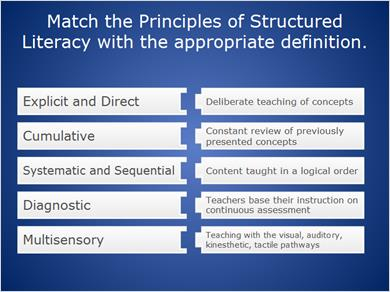 Match the Principles of Structured
Literacy with the appropriate definition.
Explicit and Direct
Deliberate teaching of concepts
Cumulative
Constant review of previously
presented concepts
Systematic and Sequential
Content taught in a logical order
Diagnostic
Teachers base their instruction on
continuous assessment
Multisensory
Teaching with the visual, auditory,
kinesthetic, tactile pathways